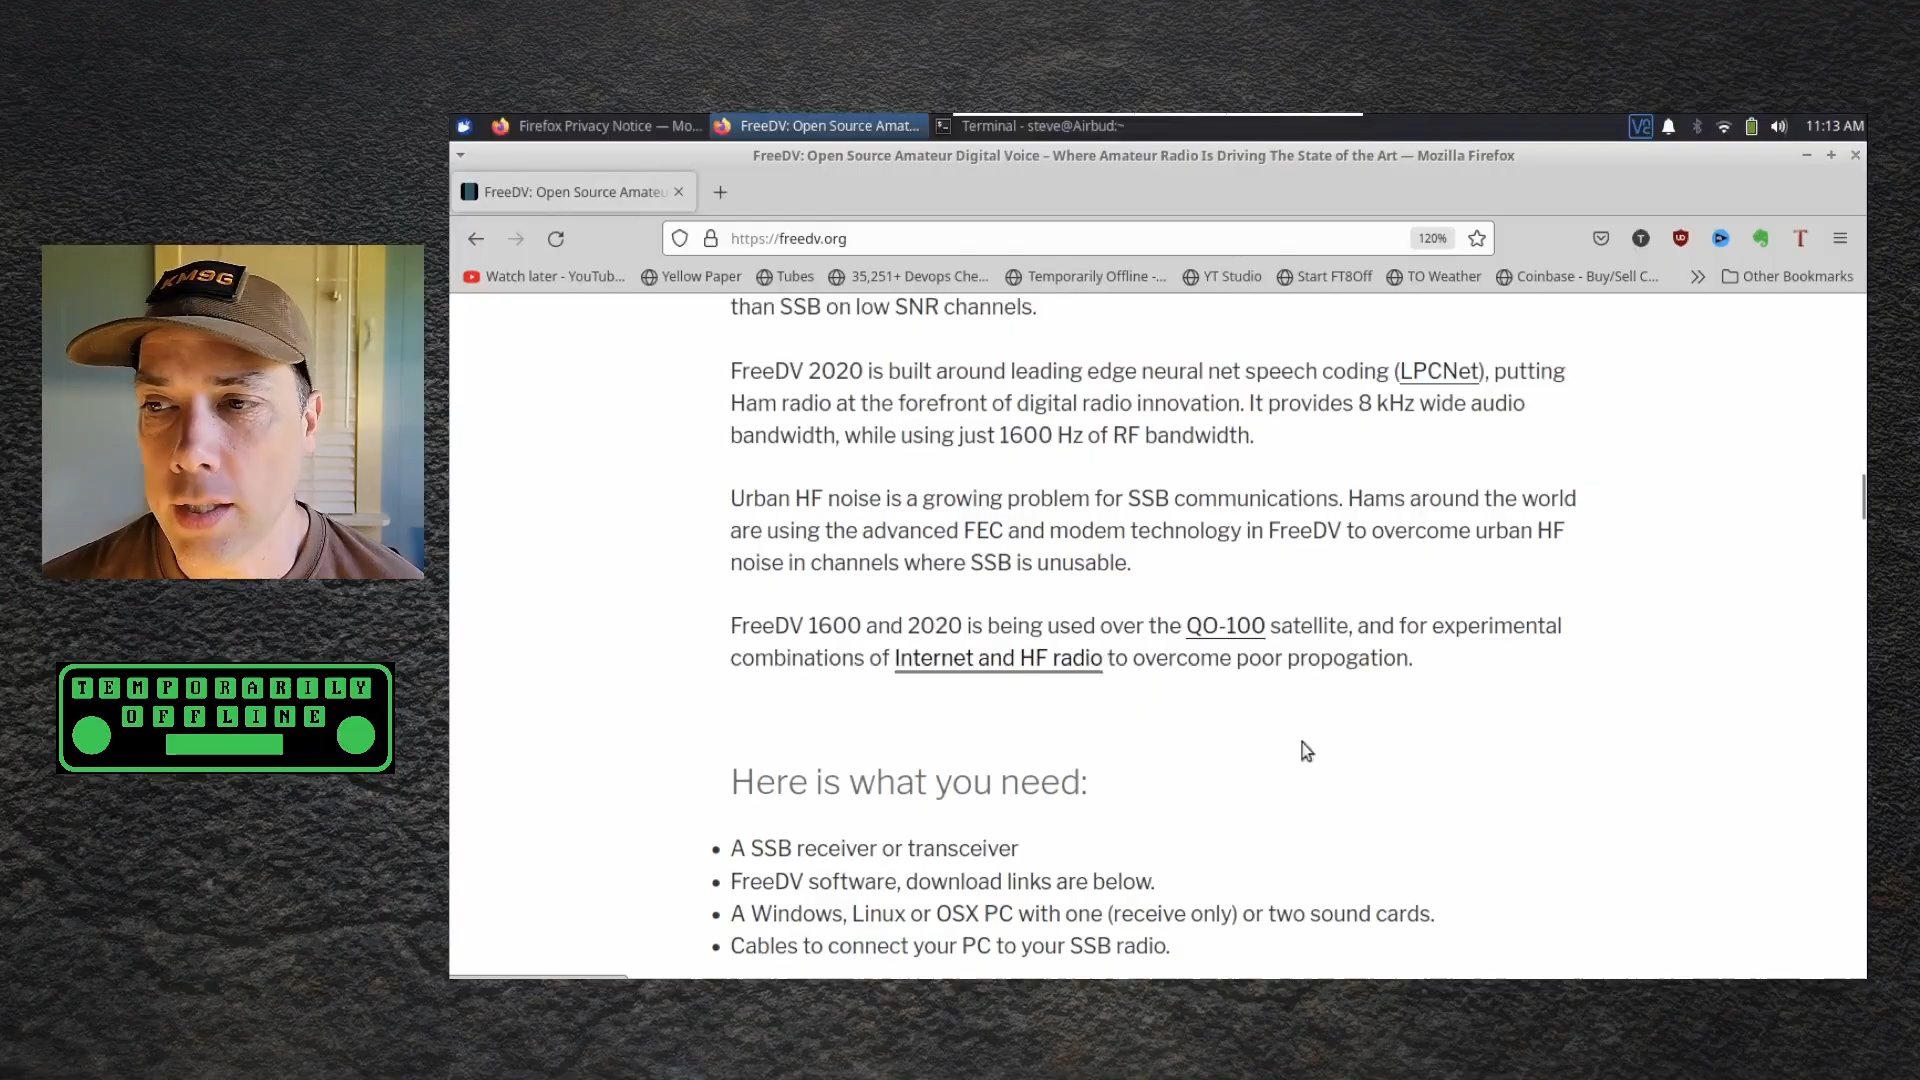 Firefox Privacy Notice — Mo...
FreeDV: Open Source Amat...
Terminal - steve@Airbud:~
11:13 AM
FreeDV: Open Source Amateur Digital Voice – Where Amateur Radio Is Driving The State of the Art — Mozilla Firefox
FreeDV: Open Source Amateu
https://freedv.org
120%
Watch later - YouTub...
Yellow Paper
Tubes
35,251+ Devops Che...
Temporarily Offline -...
YT Studio
Start FT8Off
TO Weather
Coinbase - Buy/Sell C...
Other Bookmarks
KM9G
than SSB on low SNR channels.
FreeDV 2020 is built around leading edge neural net speech coding (LPCNet), putting
Ham radio at the forefront of digital radio innovation. It provides 8 kHz wide audio
bandwidth, while using just 1600 Hz of RF bandwidth.
Urban HF noise is a growing problem for SSB communications. Hams around the world
are using the advanced FEC and modem technology in FreeDV to overcome urban HF
noise in channels where SSB is unusable.
FreeDV 1600 and 2020 is being used over the QO-100 satellite, and for experimental
combinations of Internet and HF radio to overcome poor propogation.
Here is what you need:
A SSB receiver or transceiver
FreeDV software, download links are below.
A Windows, Linux or OSX PC with one (receive only) or two sound cards.
Cables to connect your PC to your SSB radio.
TEMPORARILY
OFFLINE